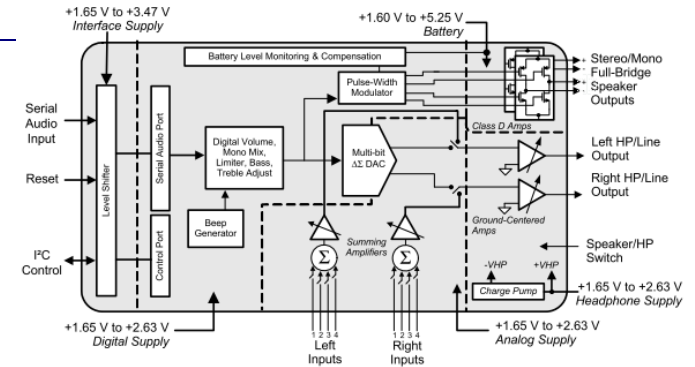 +1.65 V to +3.47 V
Interface Supply
+1.60 V to +5.25 V
Battery
Battery Level Monitoring & Compensation
Pulse-Width
Modulator
+
-
+
-
Stereo/Mono
Full-Bridge
Speaker
Outputs
Class D Amps
Serial
Audio
Input
Reset
I²C
Control
Level Shifter
Serial Audio Port
Control Port
Digital Volume,
Mono Mix,
Limiter, Bass,
Treble Adjust
Beep
Generator
Multi-bit
ΔΣ DAC
Left HP/Line
Output
Right HP/Line
Output
Ground-Centered
Amps
Summing
Amplifiers
Σ
Σ
Speaker/HP
Switch
-VHP
+VHP
Charge Pump
+1.65 V to +2.63 V
Headphone Supply
+1.65 V to +2.63 V
Digital Supply
1 2 3 4
Left
Inputs
1 2 3 4
Right
Inputs
+1.65 V to +2.63 V
Analog Supply